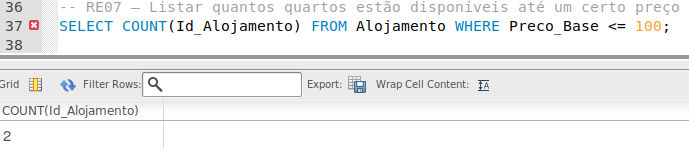 36 -- RE07 – Listar quantos quartos estão disponíveis até um certo preço
37 SELECT COUNT(Id_Alojamento) FROM Alojamento WHERE Preco_Base <= 100;
38
Grid Filter Rows: Export: Wrap Cell Content: IA
COUNT(Id_Alojamento)
2